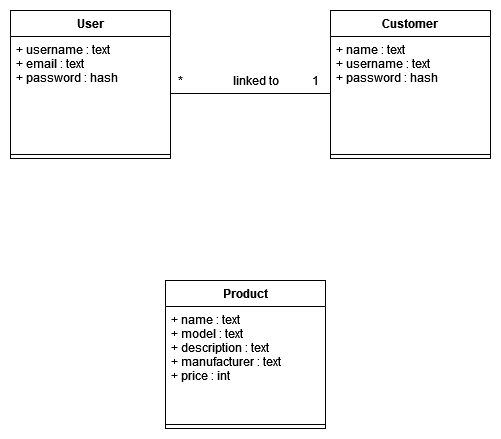 User
+ username : text
+ email : text
+ password : hash
* linked to 1
Customer
+ name : text
+ username : text
+ password : hash
Product
+ name : text
+ model : text
+ description : text
+ manufacturer : text
+ price : int